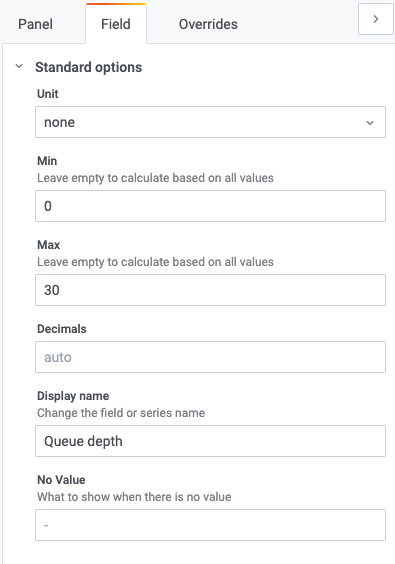 Panel Field Overrides
Standard options
Unit
none
Min
Leave empty to calculate based on all values
0
Max
Leave empty to calculate based on all values
30
Decimals
auto
Display name
Change the field or series name
Queue depth
No Value
What to show when there is no value
-